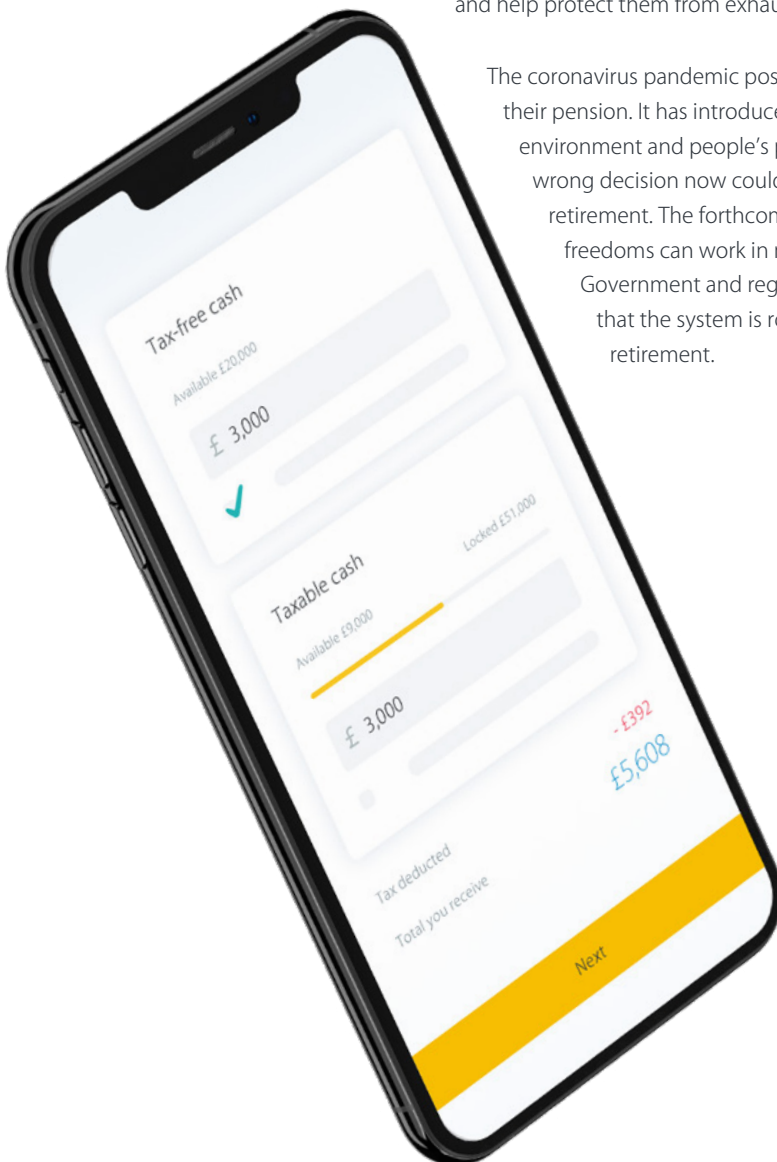 and help protect them from exhau
The coronavirus pandemic pos
their pension. It has introduce
environment and people's p
wrong decision now could
retirement. The forthcom
freedoms can work in r
Government and reg
that the system is re
retirement.
Tax-free cash
Available £20,000
£ 3,000
Taxable cash
Available £9,000 Locked £51,000
£ 3,000
Tax deducted - £392
Total you receive £5,608
Next